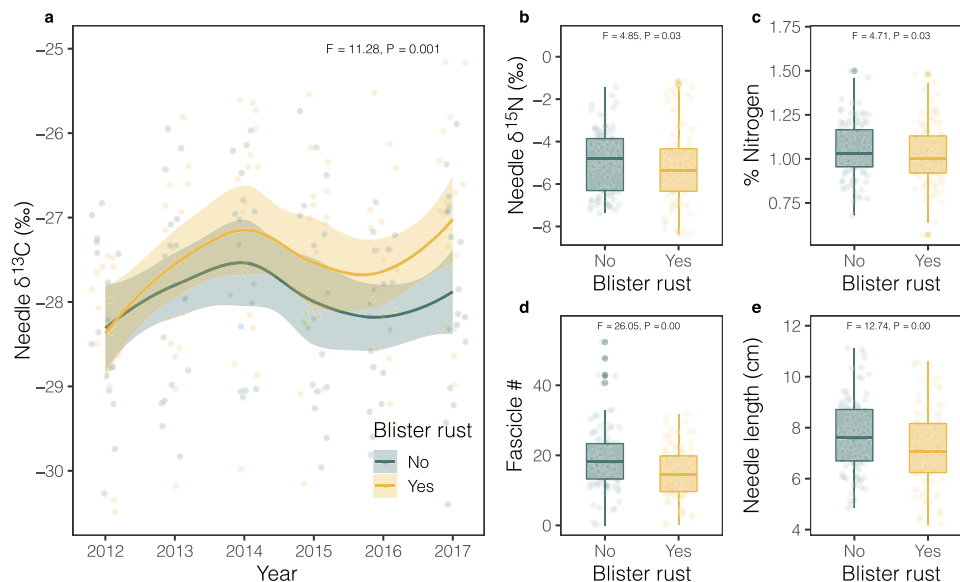 a
F = 11.28, P = 0.001
Needle δ13C (‰)
−25
−26
−27
−28
−29
−30
Blister rust
No
Yes
2012
2013
2014
2015
2016
2017
Year
b
F = 4.85, P = 0.03
Needle δ15N (‰)
0
−2
−4
−6
−8
No
Yes
Blister rust
c
F = 4.71, P = 0.03
% Nitrogen
1.50
1.25
1.00
0.75
No
Yes
Blister rust
d
F = 26.05, P = 0.00
Fascicle #
40
20
0
No
Yes
Blister rust
e
F = 12.74, P = 0.00
Needle length (cm)
12
10
8
6
4
No
Yes
Blister rust